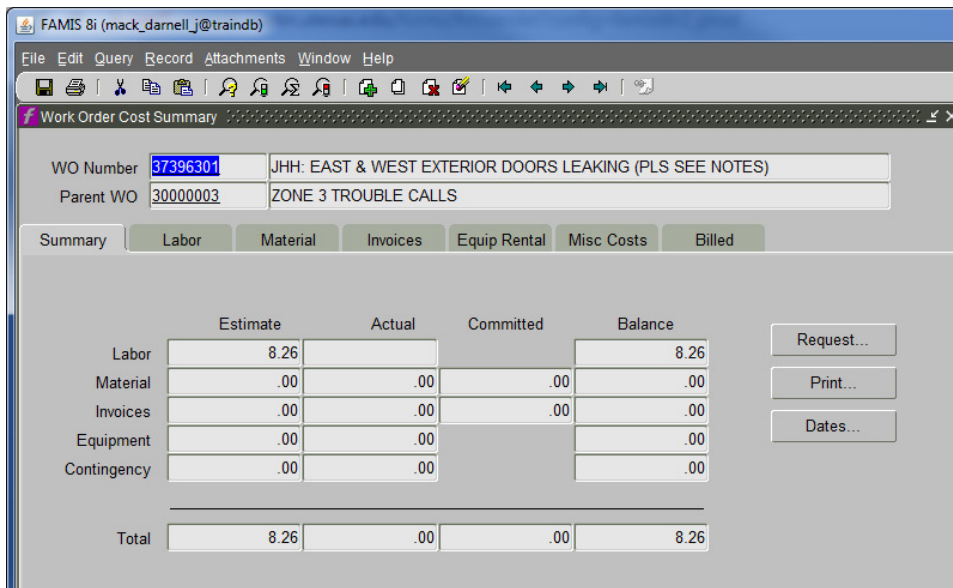 FAMIS 8i (mack_darnell_j@traindb)
File Edit Query Record Attachments Window Help
Work Order Cost Summary
WO Number 37396301 JHH: EAST & WEST EXTERIOR DOORS LEAKING (PLS SEE NOTES)
Parent WO 30000003 ZONE 3 TROUBLE CALLS
Summary Labor Material Invoices Equip Rental Misc Costs Billed
Estimate Actual Committed Balance
Request...
Labor 8.26 8.26
Material .00 .00 .00 .00
Print...
Invoices .00 .00 .00 .00
Dates...
Equipment .00 .00 .00
Contingency .00 .00 .00
Total 8.26 .00 .00 8.26